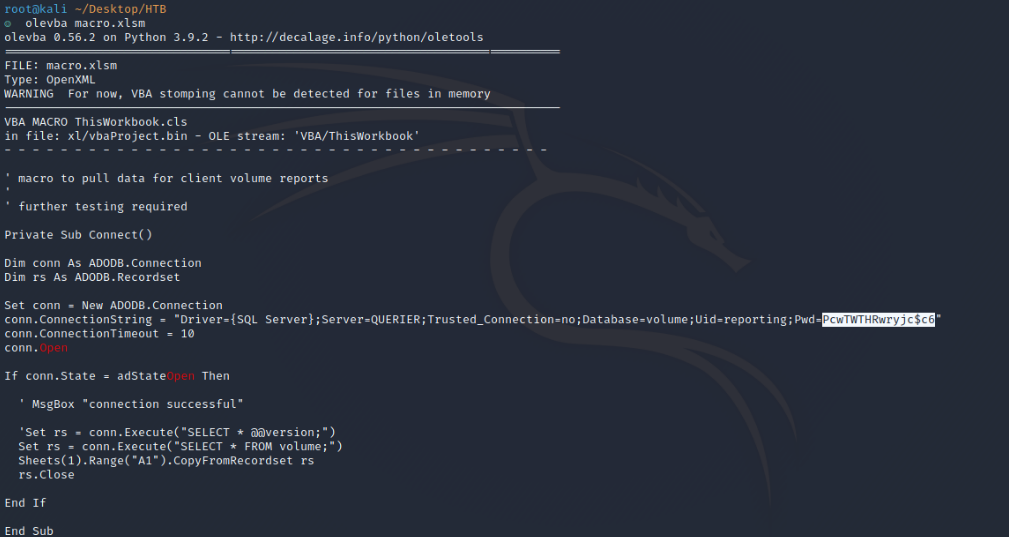 root@kali ~/Desktop/HTB
olevba macro.xlsm
olevba 0.56.2 on Python 3.9.2 - http://decalage.info/python/oletools
===============================================================================
FILE: macro.xlsm
Type: OpenXML
WARNING  For now, VBA stomping cannot be detected for files in memory
-------------------------------------------------------------------------------
VBA MACRO ThisWorkbook.cls
in file: xl/vbaProject.bin - OLE stream: 'VBA/ThisWorkbook'
- - - - - - - - - - - - - - - - - - - - - - - - - - - - - - - - - - - - - - -
' macro to pull data for client volume reports
'
' further testing required
Private Sub Connect()
Dim conn As ADODB.Connection
Dim rs As ADODB.Recordset
Set conn = New ADODB.Connection
conn.ConnectionString = "Driver={SQL Server};Server=QUERIER;Trusted_Connection=no;Database=volume;Uid=reporting;Pwd=PcwTWTHRwryjc$c6"
conn.ConnectionTimeout = 10
conn.Open
If conn.State = adStateOpen Then
  ' MsgBox "connection successful"
  'Set rs = conn.Execute("SELECT * @@version;")
  Set rs = conn.Execute("SELECT * FROM volume;")
  Sheets(1).Range("A1").CopyFromRecordset rs
  rs.Close
End If
End Sub